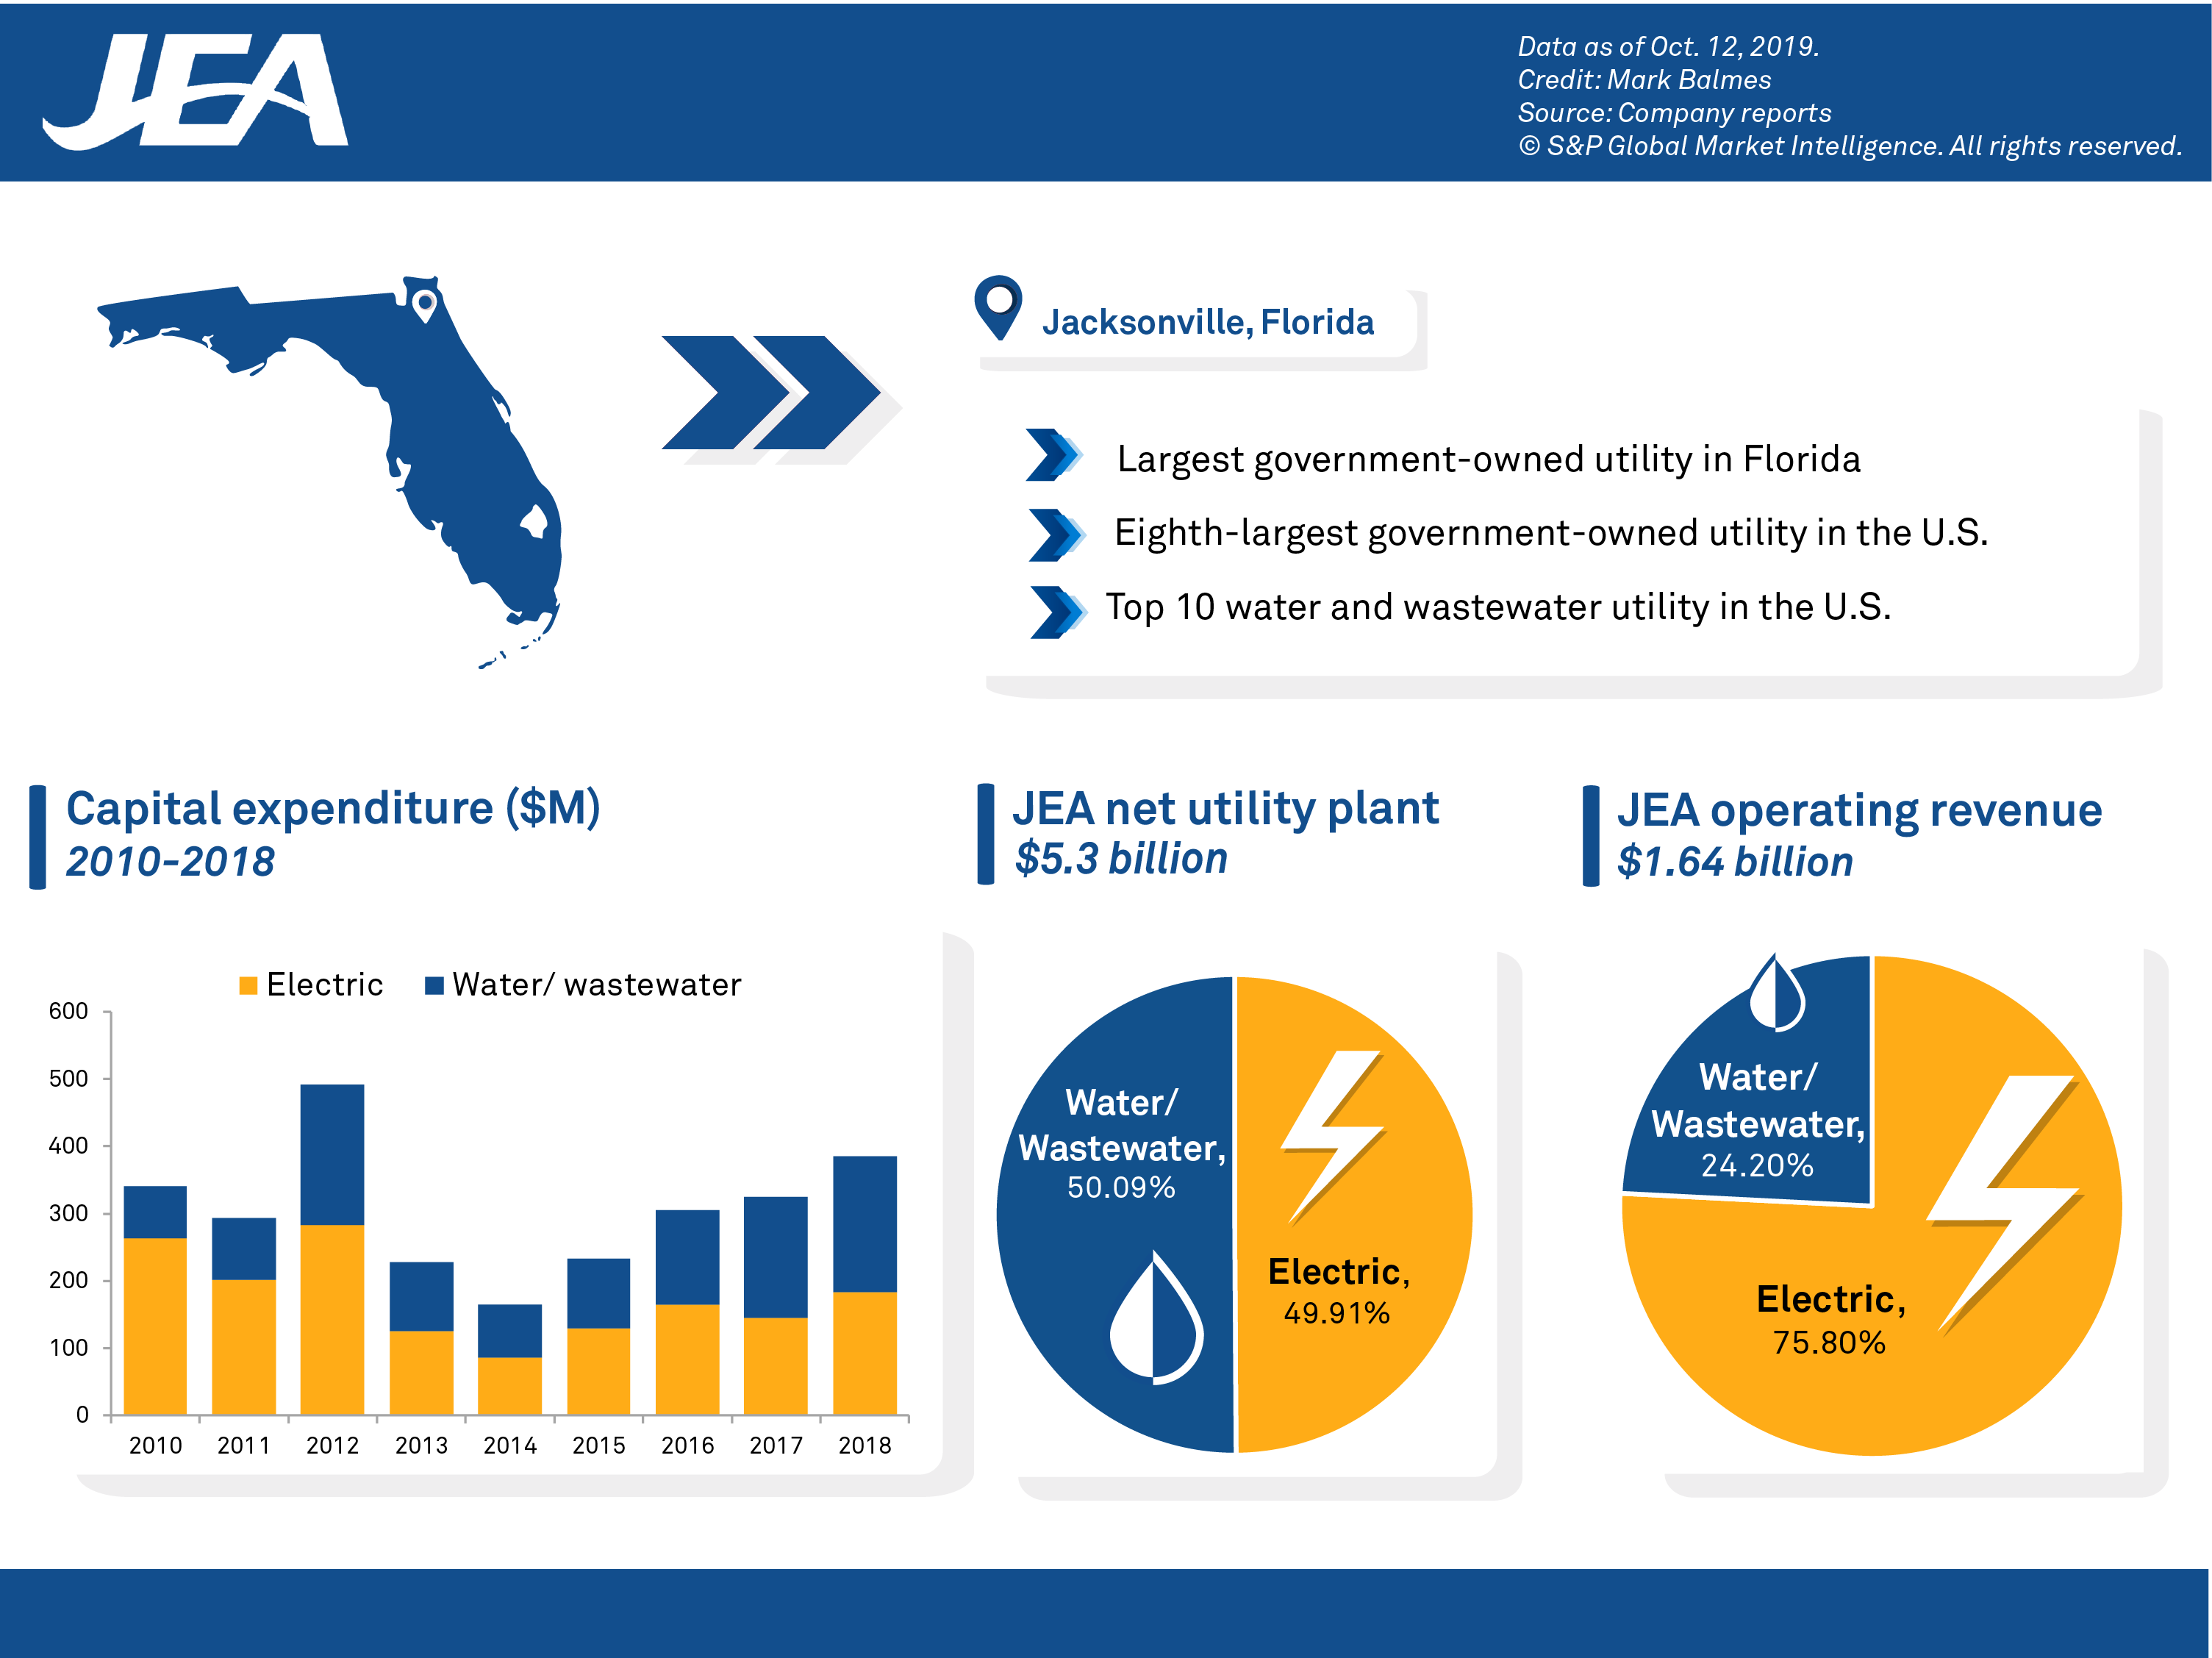 JEA
Data as of Oct. 12, 2019.
Credit: Mark Balmes
Source: Company reports
© S&P Global Market Intelligence. All rights reserved.
Jacksonville, Florida
Largest government-owned utility in Florida
Eighth-largest government-owned utility in the U.S.
Top 10 water and wastewater utility in the U.S.
Capital expenditure ($M)
2010-2018
Electric
Water/ wastewater
600
500
400
300
200
100
0
2010 2011 2012 2013 2014 2015 2016 2017 2018
JEA net utility plant
$5.3 billion
Water/
Wastewater,
50.09%
Electric,
49.91%
JEA operating revenue
$1.64 billion
Water/
Wastewater,
24.20%
Electric,
75.80%